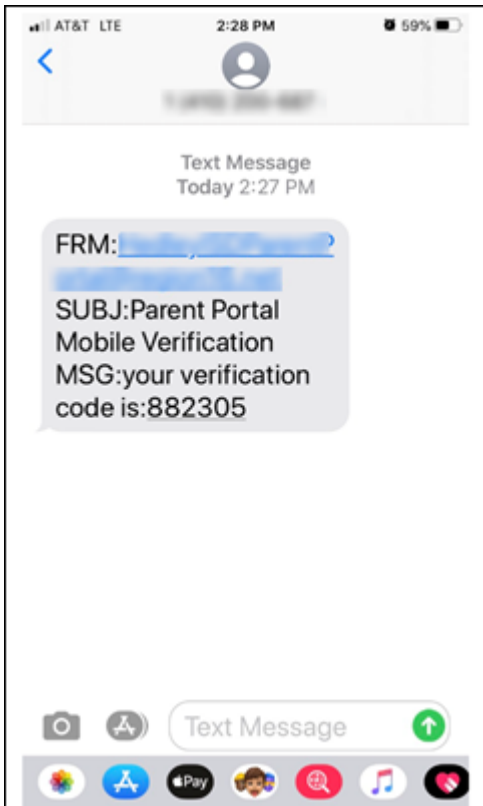 AT&T LTE
2:28 PM
59%
Text Message
Today 2:27 PM
FRM:
SUBJ:Parent Portal
Mobile Verification
MSG:your verification
code is:882305
Text Message
Pay